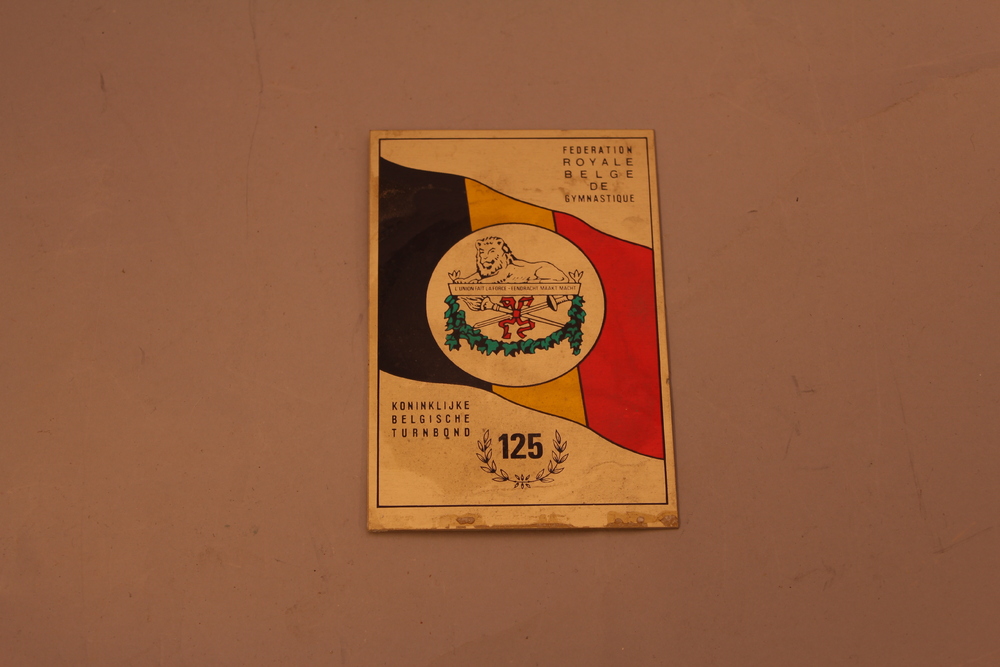 FEDERATION
ROYALE
BELGE
DE
GYMNASTIQUE
L'UNION FAIT LA FORCE - EENDRACHT MAAKT MACHT
KONINKLIJKE
BELGISCHE
TURNBOND
125